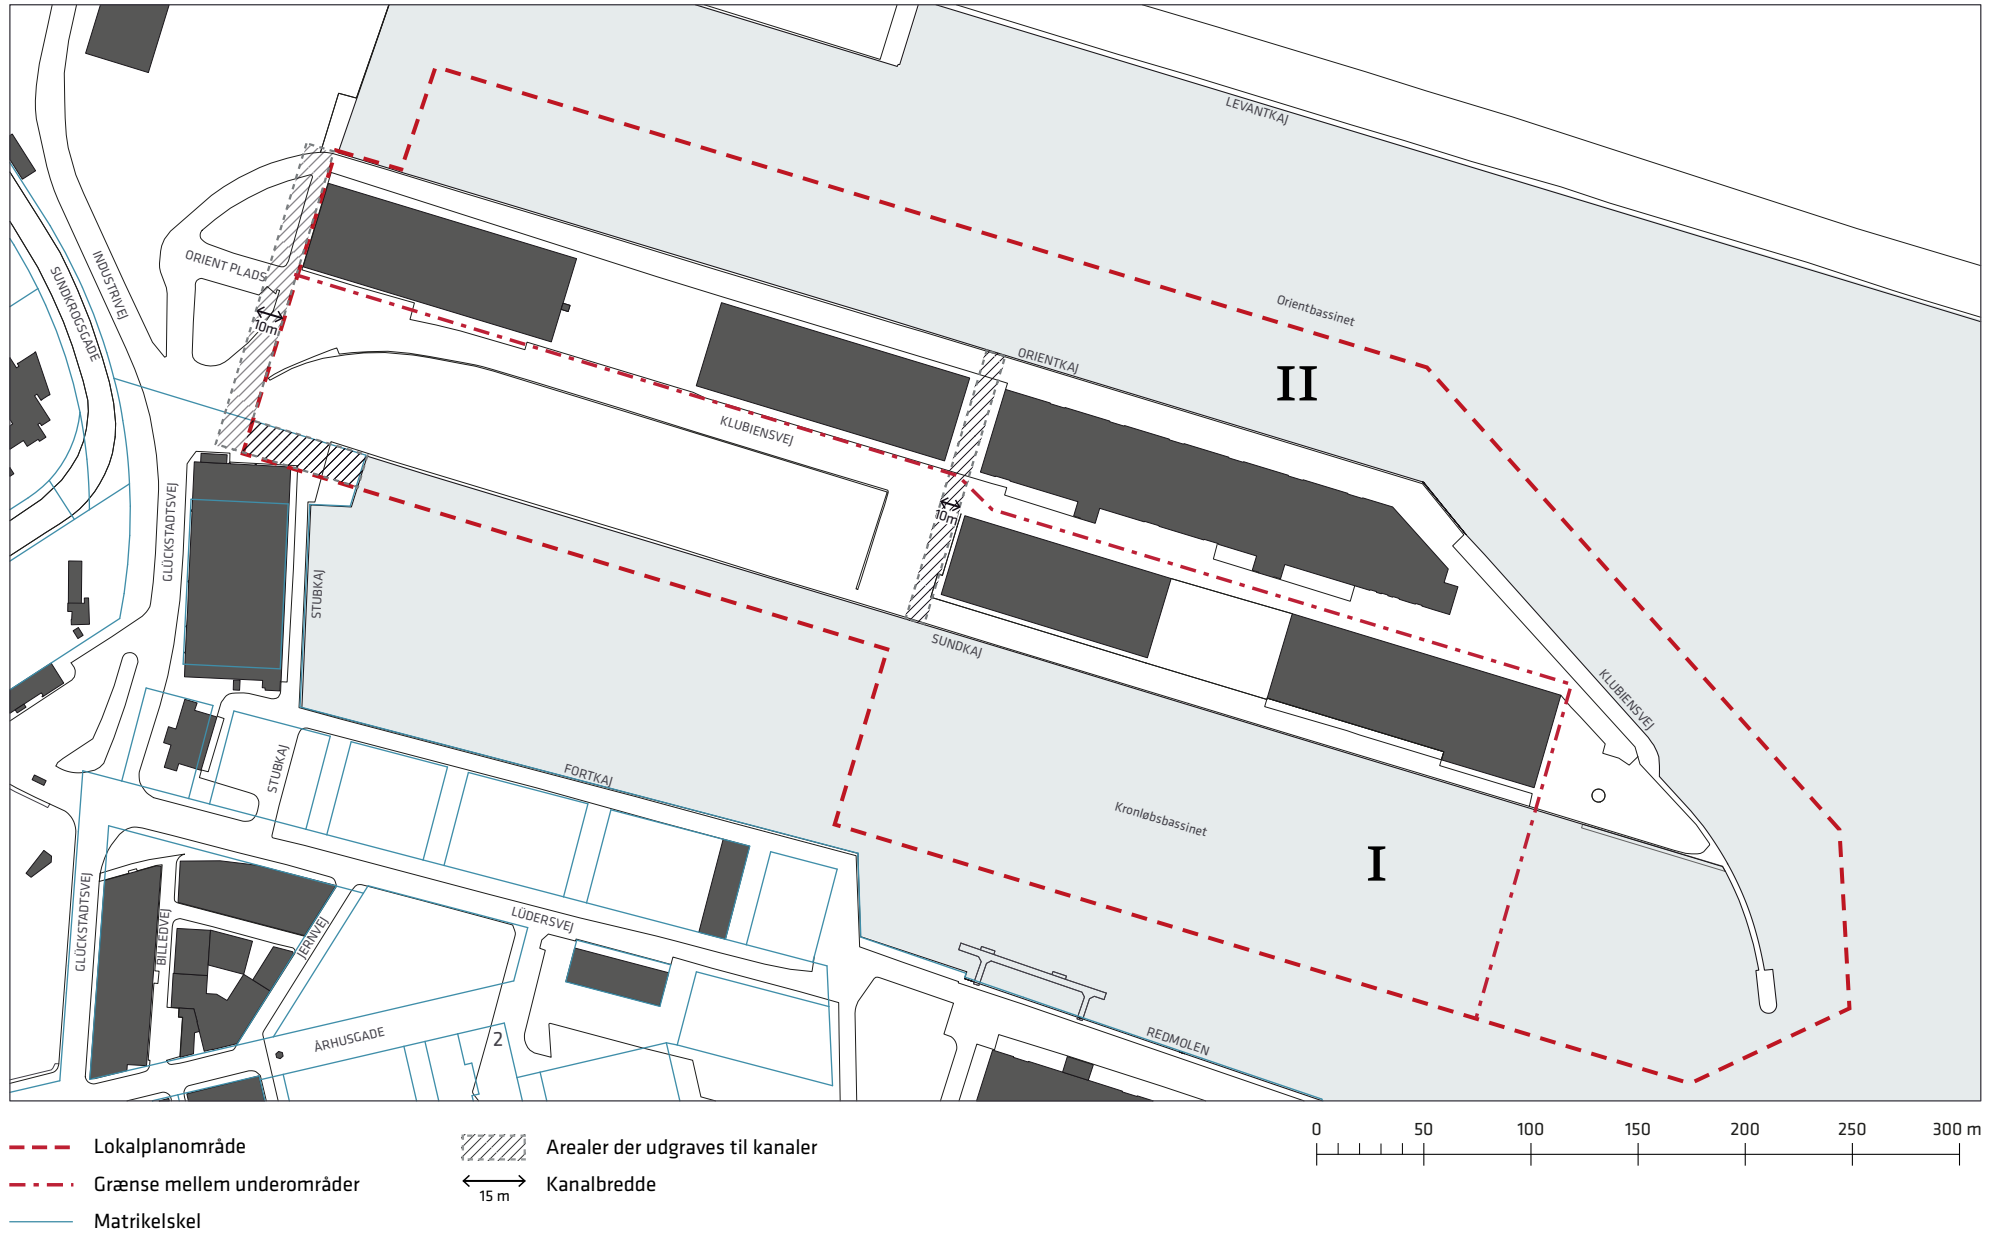 LEVANTKAJ
ORIENT PLADS
INDUSTRIVEJ
SUNDKROGSGADE
10m
Orientbassinet
ORIENTKAJ
II
KLUBIENSVEJ
GLÜCKSTADTSVEJ
STUBKAJ
10m
SUNDKAJ
KLUBIENSVEJ
STUBKAJ
FORTKAJ
Kronløbsbassinet
I
GLÜCKSTADTSVEJ
BILLEDVEJ
JERNVEJ
LÜDERSVEJ
ÅRHUSGADE
2
REDMOLEN
Lokalplanområde
Grænse mellem underområder
Matrikelskel
Arealer der udgraves til kanaler
15 m
Kanalbredde
0 50 100 150 200 250 300 m